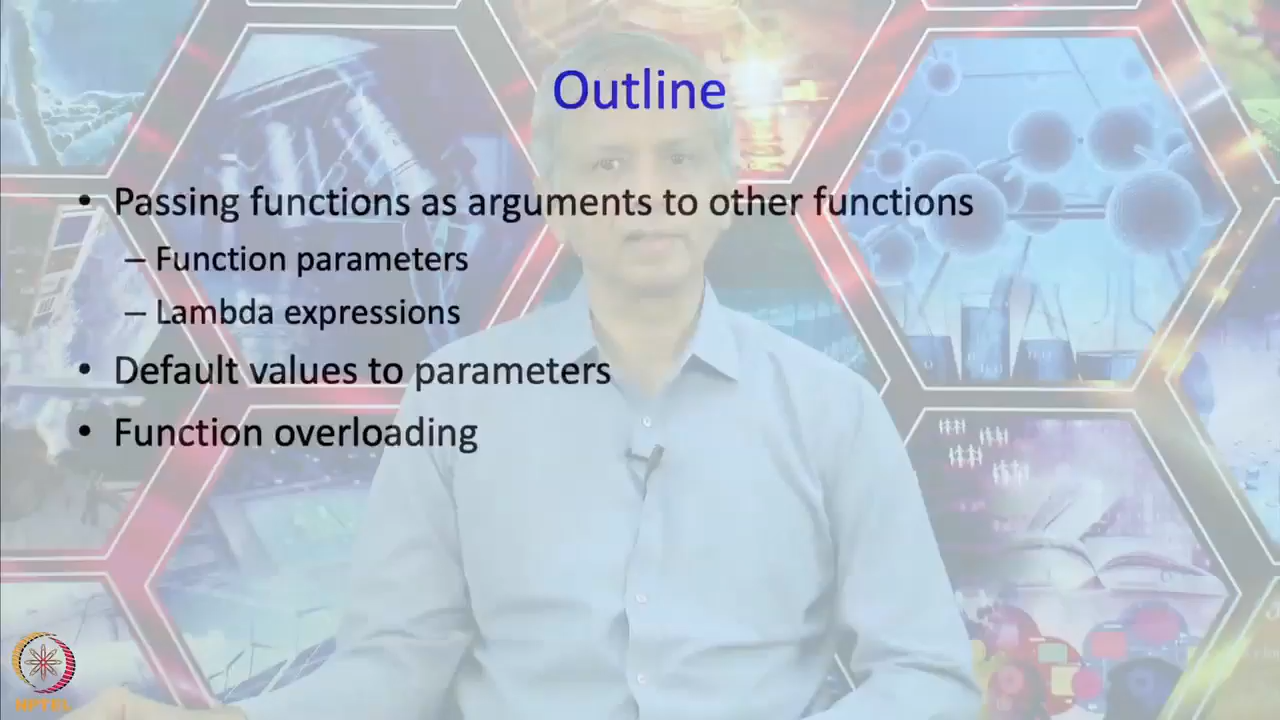 Outline
• Passing functions as arguments to other functions
– Function parameters
– Lambda expressions
• Default values to parameters
• Function overloading
NPTEL